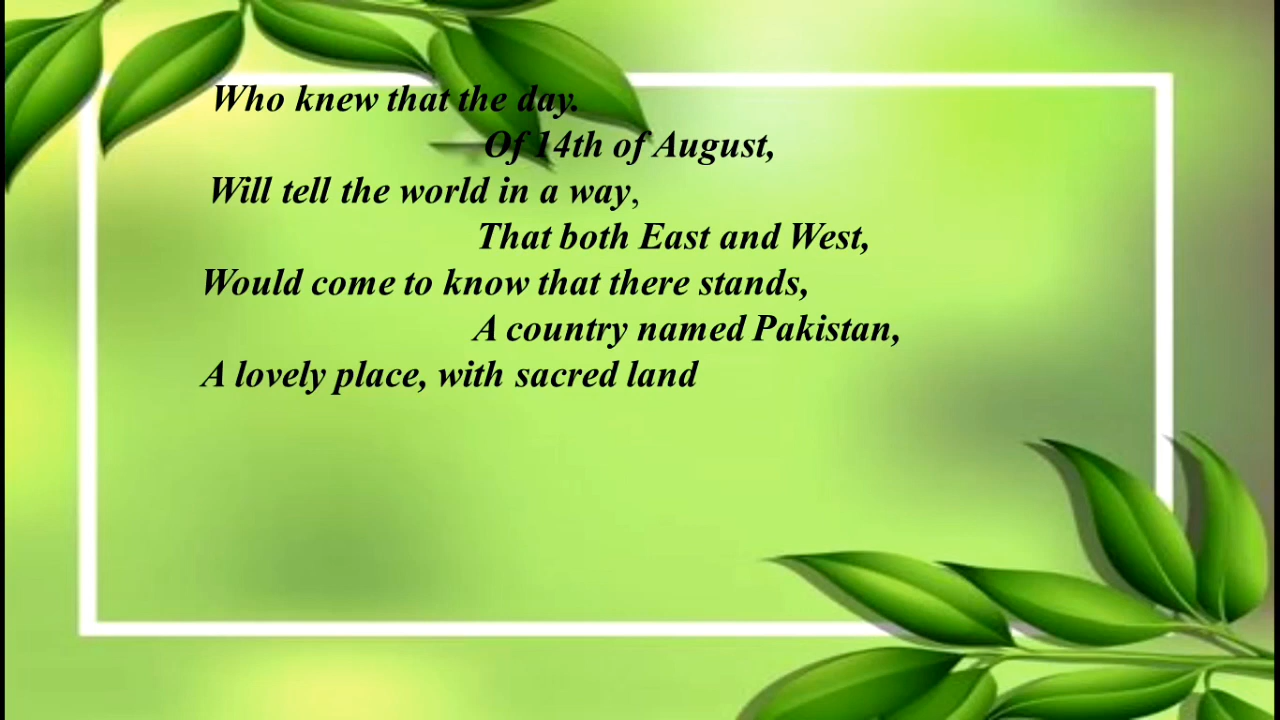 Who knew that the day.
Of 14th of August,
Will tell the world in a way,
That both East and West,
Would come to know that there stands,
A country named Pakistan,
A lovely place, with sacred land